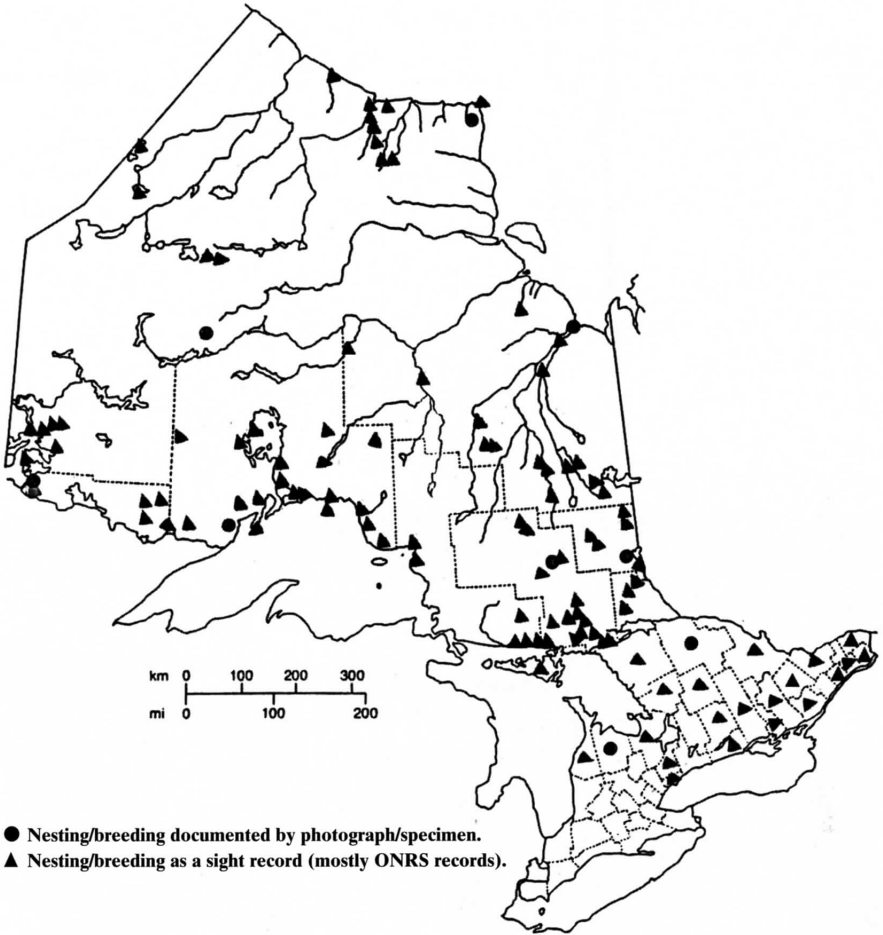 km 0 100 200 300
mi 0 100 200
● Nesting/breeding documented by photograph/specimen.
▲ Nesting/breeding as a sight record (mostly ONRS records).